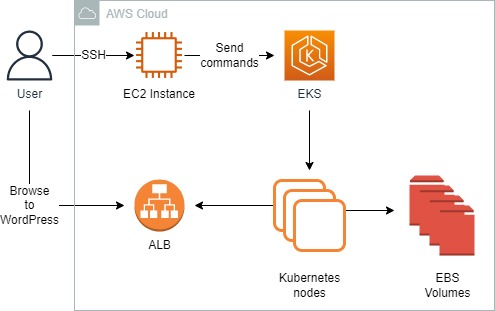 AWS Cloud
SSH
Send
commands
User
EC2 Instance
EKS
K
Browse
to
WordPress
ALB
Kubernetes
nodes
EBS
Volumes